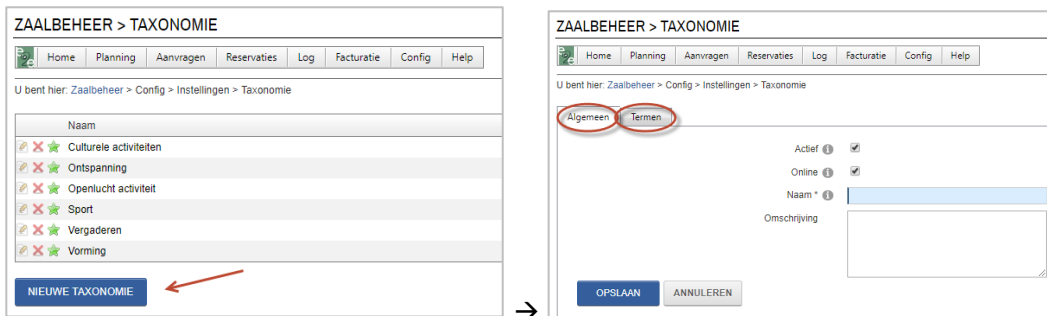 ZAALBEHEER > TAXONOMIE
Home Planning Aanvragen Reservaties Log Facturatie Config Help
U bent hier: Zaalbeheer > Config > Instellingen > Taxonomie
Naam
Culturele activiteiten
Ontspanning
Openlucht activiteit
Sport
Vergaderen
Vorming
NIEUWE TAXONOMIE
→
ZAALBEHEER > TAXONOMIE
Home Planning Aanvragen Reservaties Log Facturatie Config Help
U bent hier: Zaalbeheer > Config > Instellingen > Taxonomie
Algemeen Termen
Actief
Online
Naam *
Omschrijving
OPSLAAN ANNULEREN